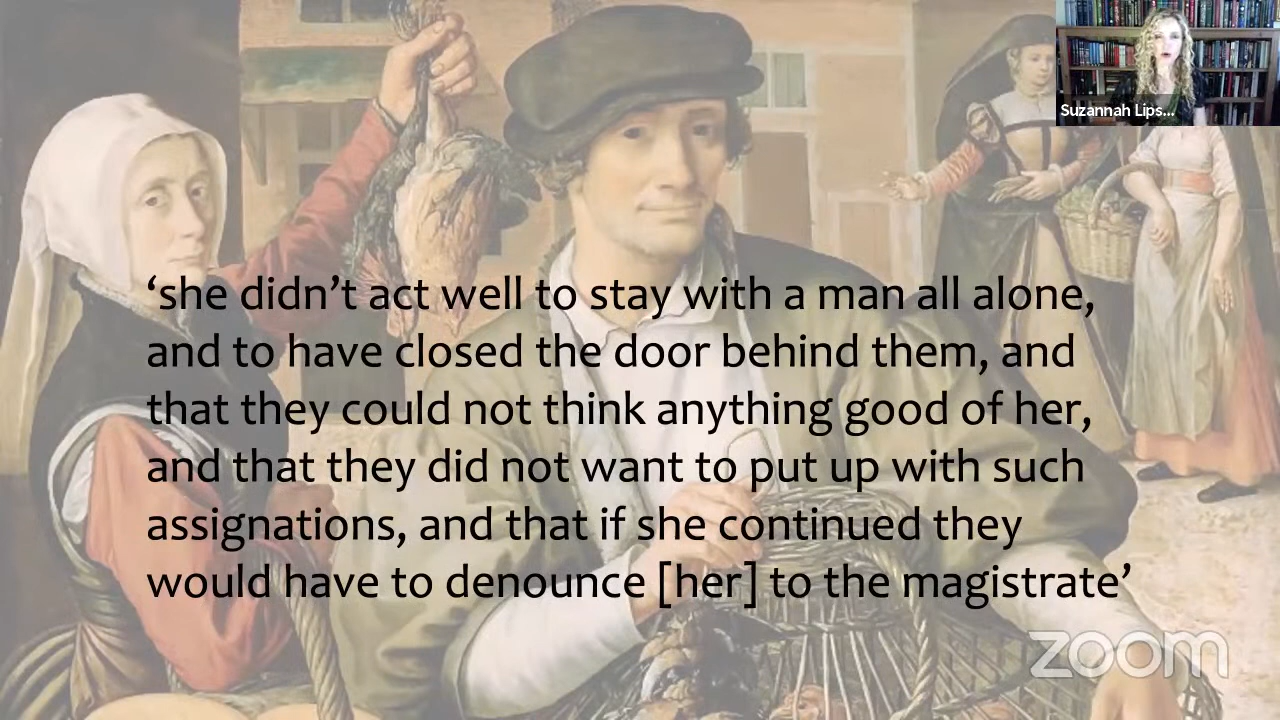 Suzannah Lips...
‘she didn’t act well to stay with a man all alone,
and to have closed the door behind them, and
that they could not think anything good of her,
and that they did not want to put up with such
assignations, and that if she continued they
would have to denounce [her] to the magistrate’
zoom